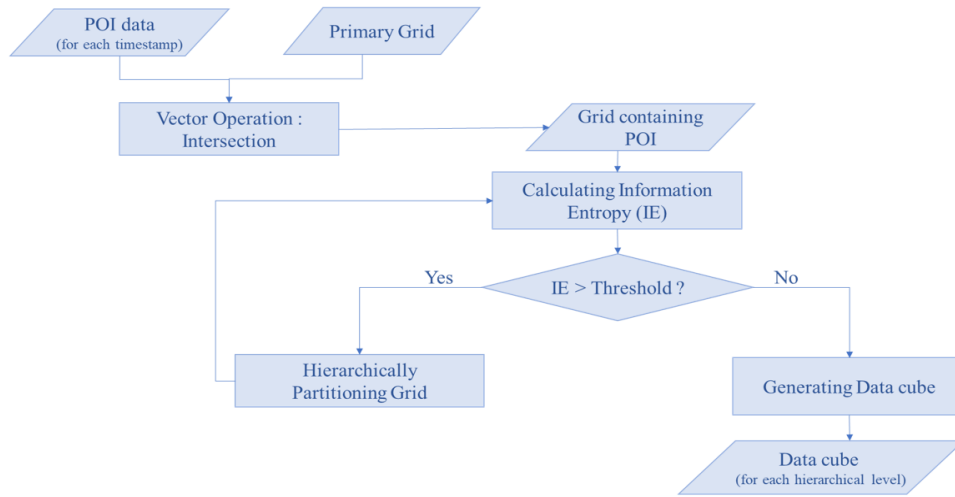 POI data
(for each timestamp)
Primary Grid
Vector Operation :
Intersection
Grid containing
POI
Calculating Information
Entropy (IE)
Yes
IE > Threshold ?
No
Hierarchically
Partitioning Grid
Generating Data cube
Data cube
(for each hierarchical level)